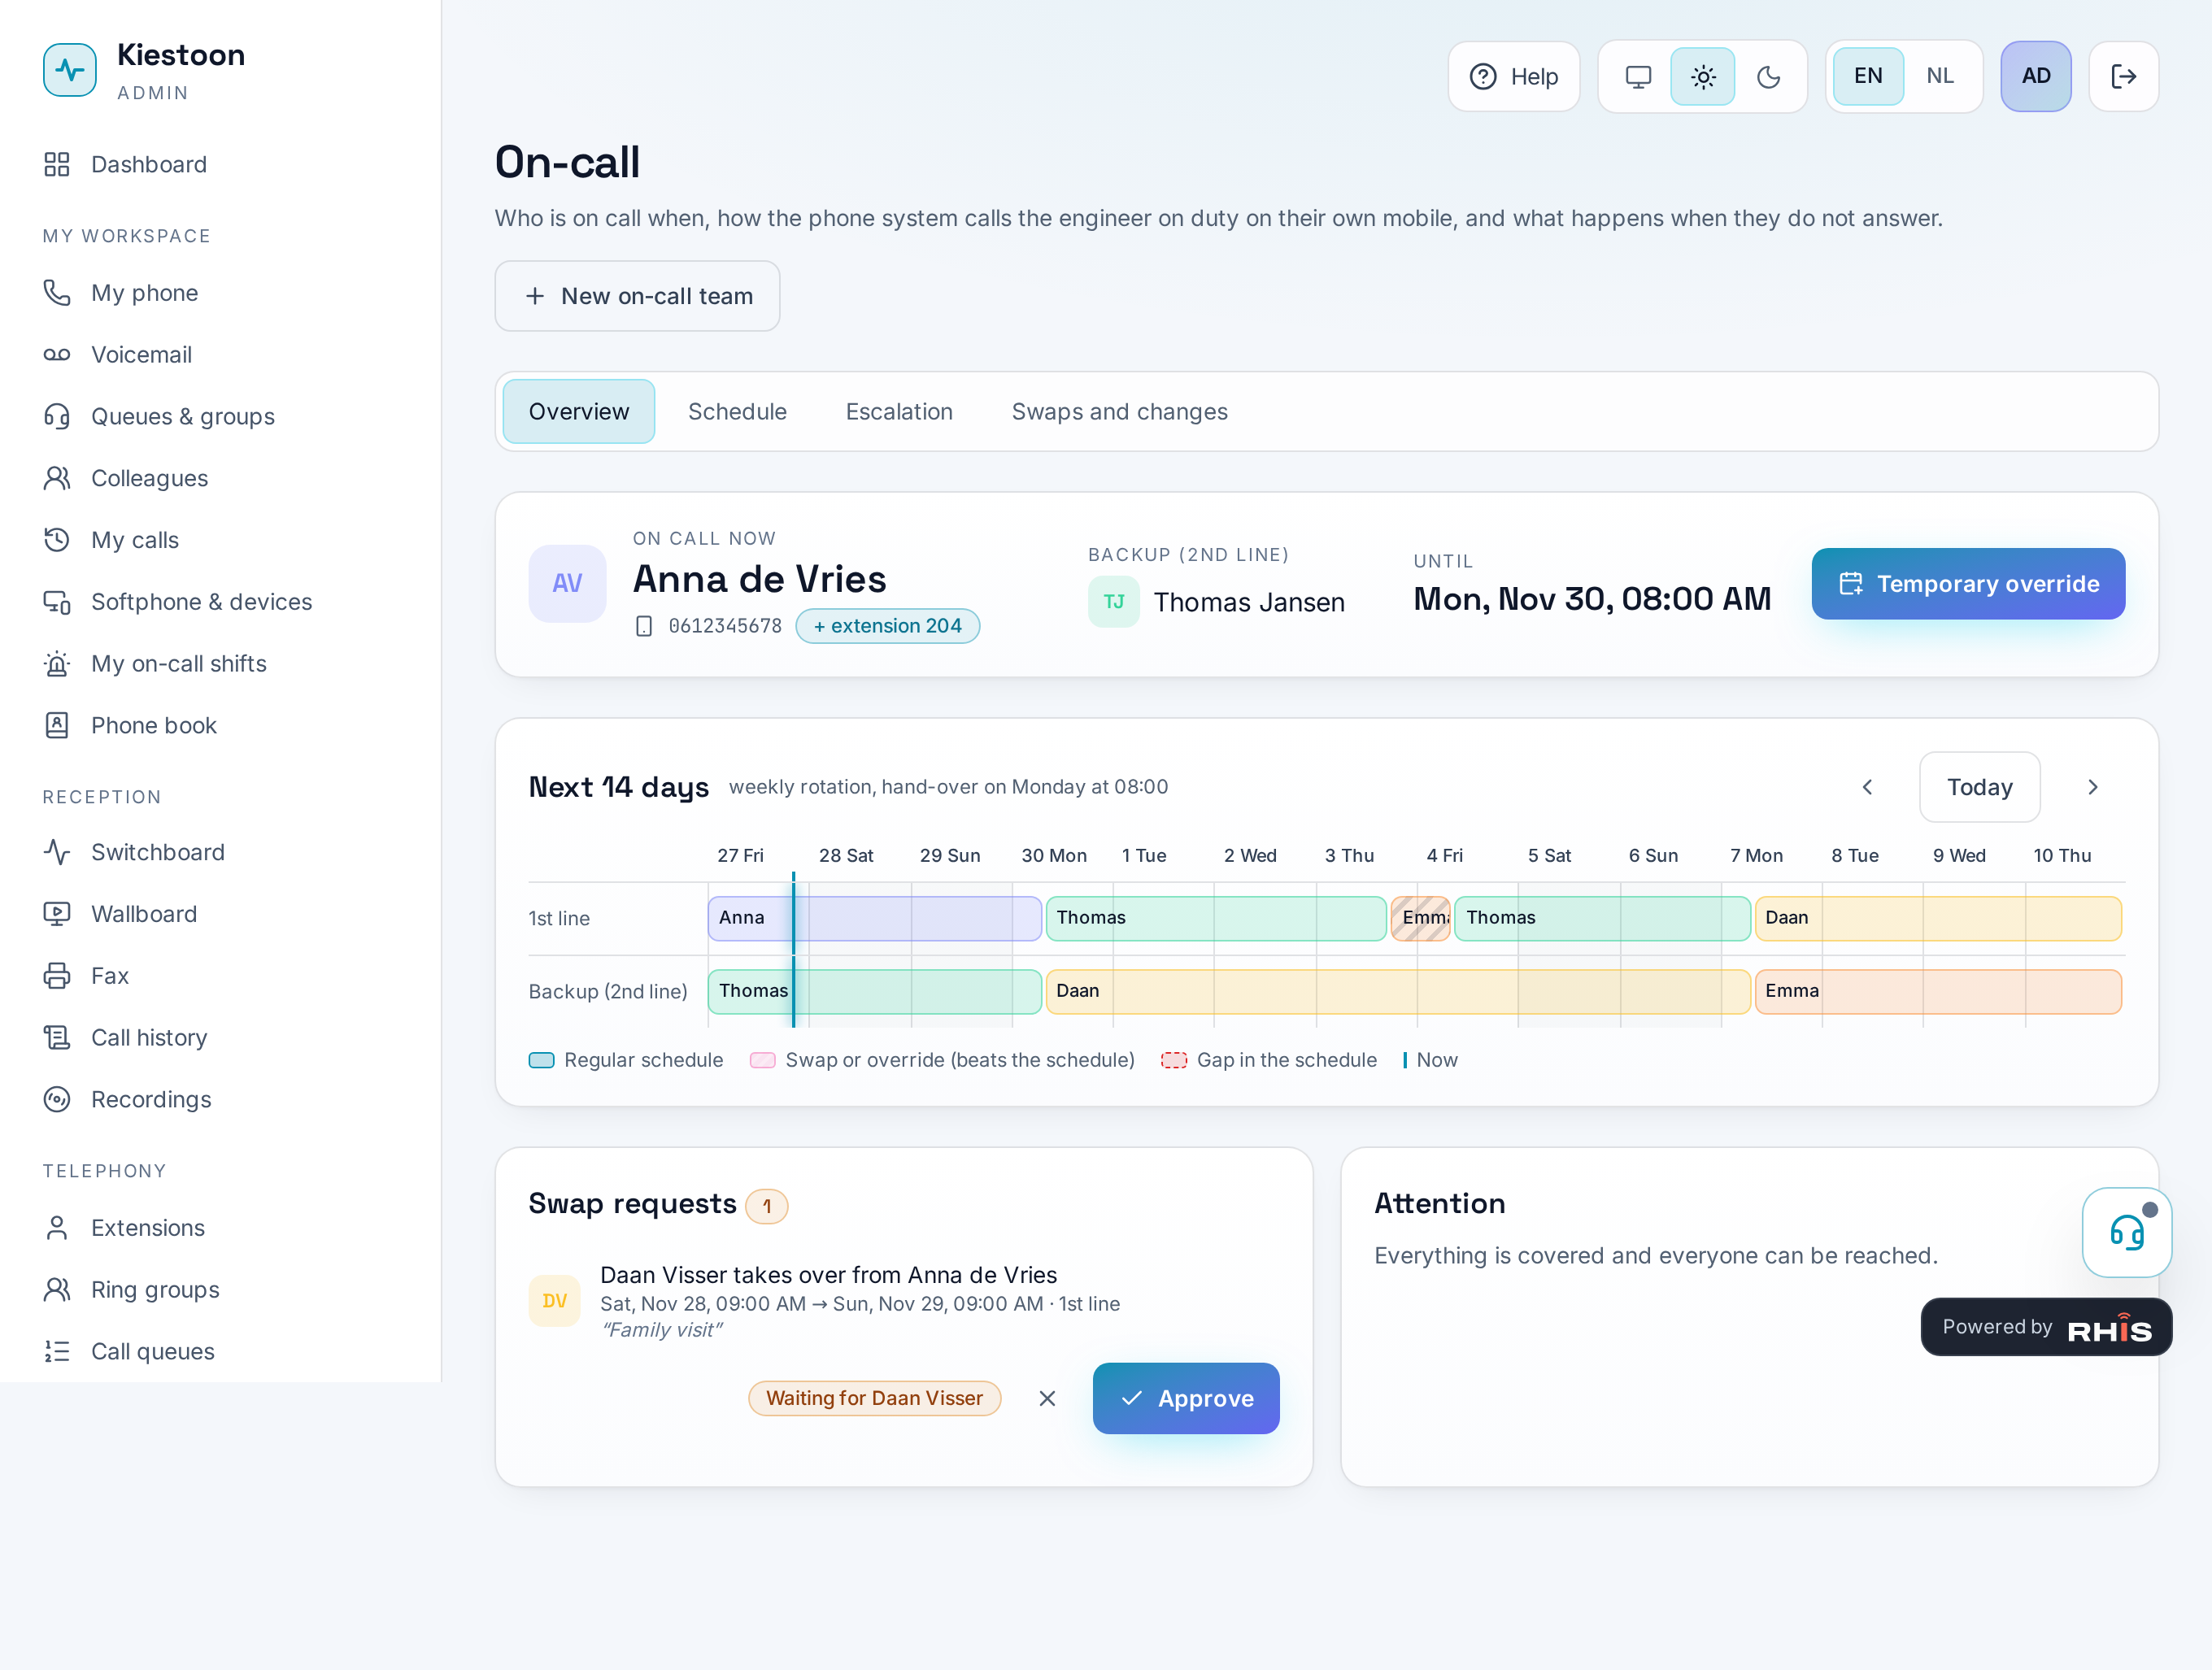 Kiestoon
ADMIN
Dashboard
MY WORKSPACE
My phone
Voicemail
Queues & groups
Colleagues
My calls
Softphone & devices
My on-call shifts
Phone book
RECEPTION
Switchboard
Wallboard
Fax
Call history
Recordings
TELEPHONY
Extensions
Ring groups
Call queues
Help
EN NL
AD
On-call
Who is on call when, how the phone system calls the engineer on duty on their own mobile, and what happens when they do not answer.
New on-call team
Overview Schedule Escalation Swaps and changes
AV
ON CALL NOW
Anna de Vries
0612345678 + extension 204
BACKUP (2ND LINE)
TJ Thomas Jansen
UNTIL
Mon, Nov 30, 08:00 AM
Temporary override
Next 14 days weekly rotation, hand-over on Monday at 08:00
Today
27 Fri 28 Sat 29 Sun 30 Mon 1 Tue 2 Wed 3 Thu 4 Fri 5 Sat 6 Sun 7 Mon 8 Tue 9 Wed 10 Thu
1st line Anna Thomas Emma Thomas Daan
Backup (2nd line) Thomas Daan Emma
Regular schedule Swap or override (beats the schedule) Gap in the schedule Now
Swap requests 1
DV
Daan Visser takes over from Anna de Vries
Sat, Nov 28, 09:00 AM → Sun, Nov 29, 09:00 AM · 1st line
“Family visit”
Waiting for Daan Visser
Approve
Attention
Everything is covered and everyone can be reached.
Powered by RHIS